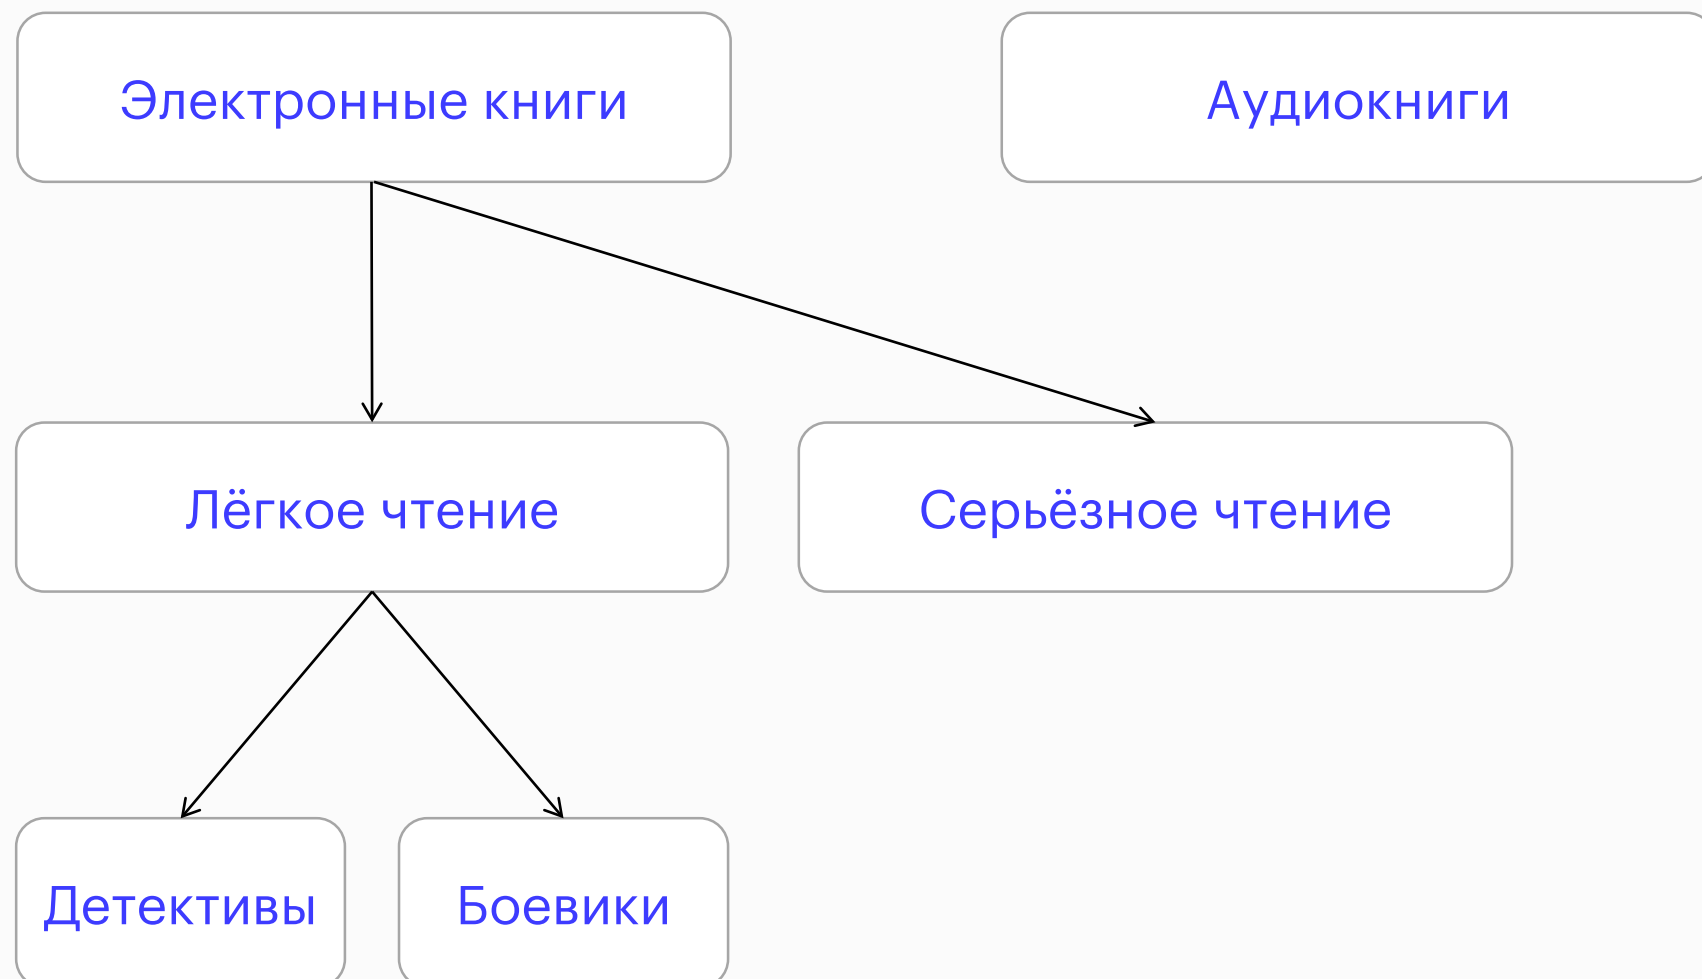 Электронные книги
Аудиокниги
Лёгкое чтение
Серьёзное чтение
Детективы
Боевики